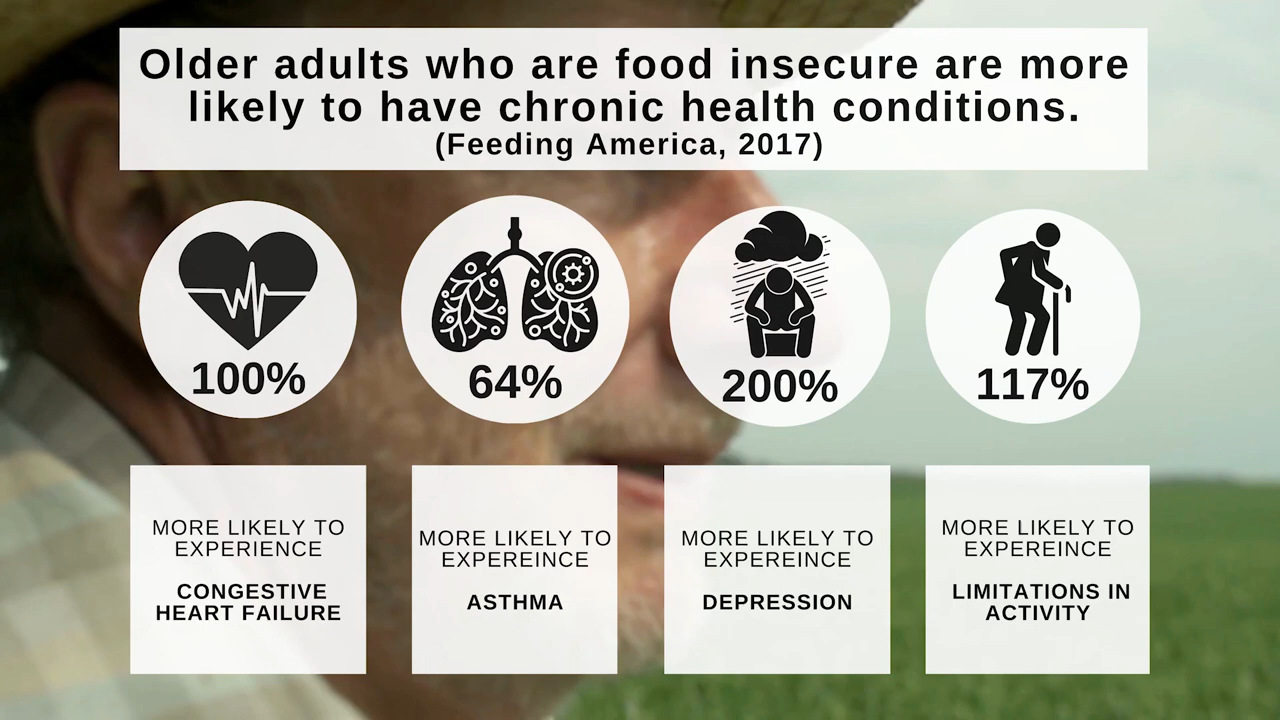 Older adults who are food insecure are more
likely to have chronic health conditions.
(Feeding America, 2017)
100%
64%
200%
117%
MORE LIKELY TO
EXPERIENCE
CONGESTIVE
HEART FAILURE
MORE LIKELY TO
EXPEREINCE
ASTHMA
MORE LIKELY TO
EXPEREINCE
DEPRESSION
MORE LIKELY TO
EXPEREINCE
LIMITATIONS IN
ACTIVITY